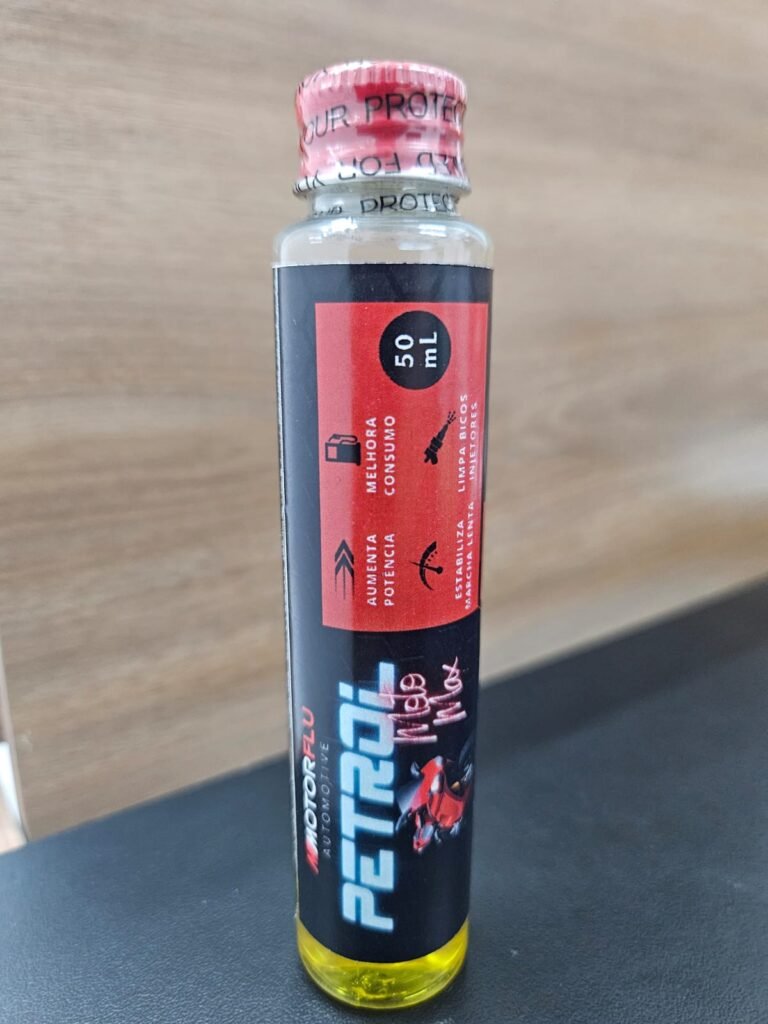 OUR PROTEC
FOR
PROTEC
MOTORFLU
AUTOMOTIVE
PETROL
Moto
Max
AUMENTA
POTÊNCIA
MELHORA
CONSUMO
ESTABILIZA
MARCHA LENTA
LIMPA BICOS
INJETORES
50
mL